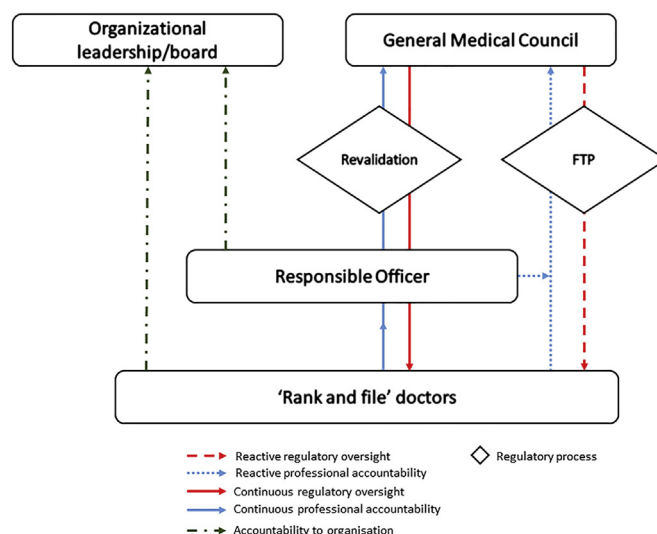 Organizational
leadership/board
General Medical Council
Revalidation
FTP
Responsible Officer
'Rank and file' doctors
Reactive regulatory oversight
Reactive professional accountability
Continuous regulatory oversight
Continuous professional accountability
Accountability to organisation
Regulatory process